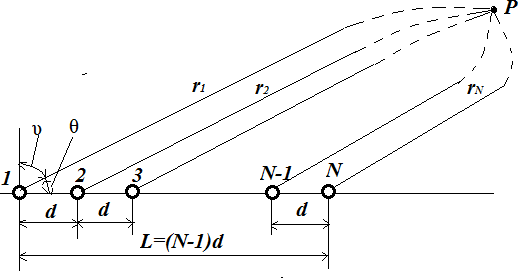 P
r1
r2
rN
υ
θ
1
2
3
N-1
N
d
d
d
L=(N-1)d